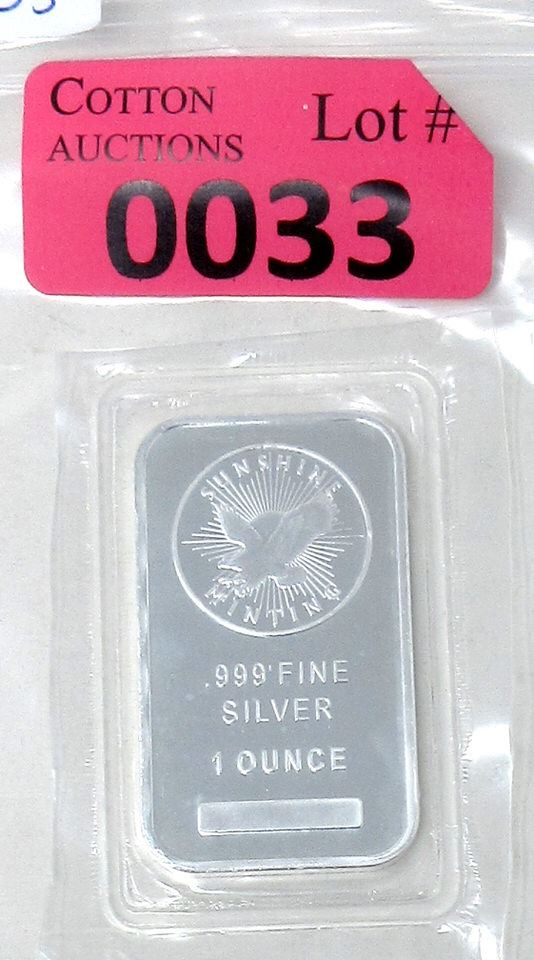 COTTON
AUCTIONS
Lot #
0033
SUNSHINE
MINTING
.999 FINE
SILVER
1 OUNCE